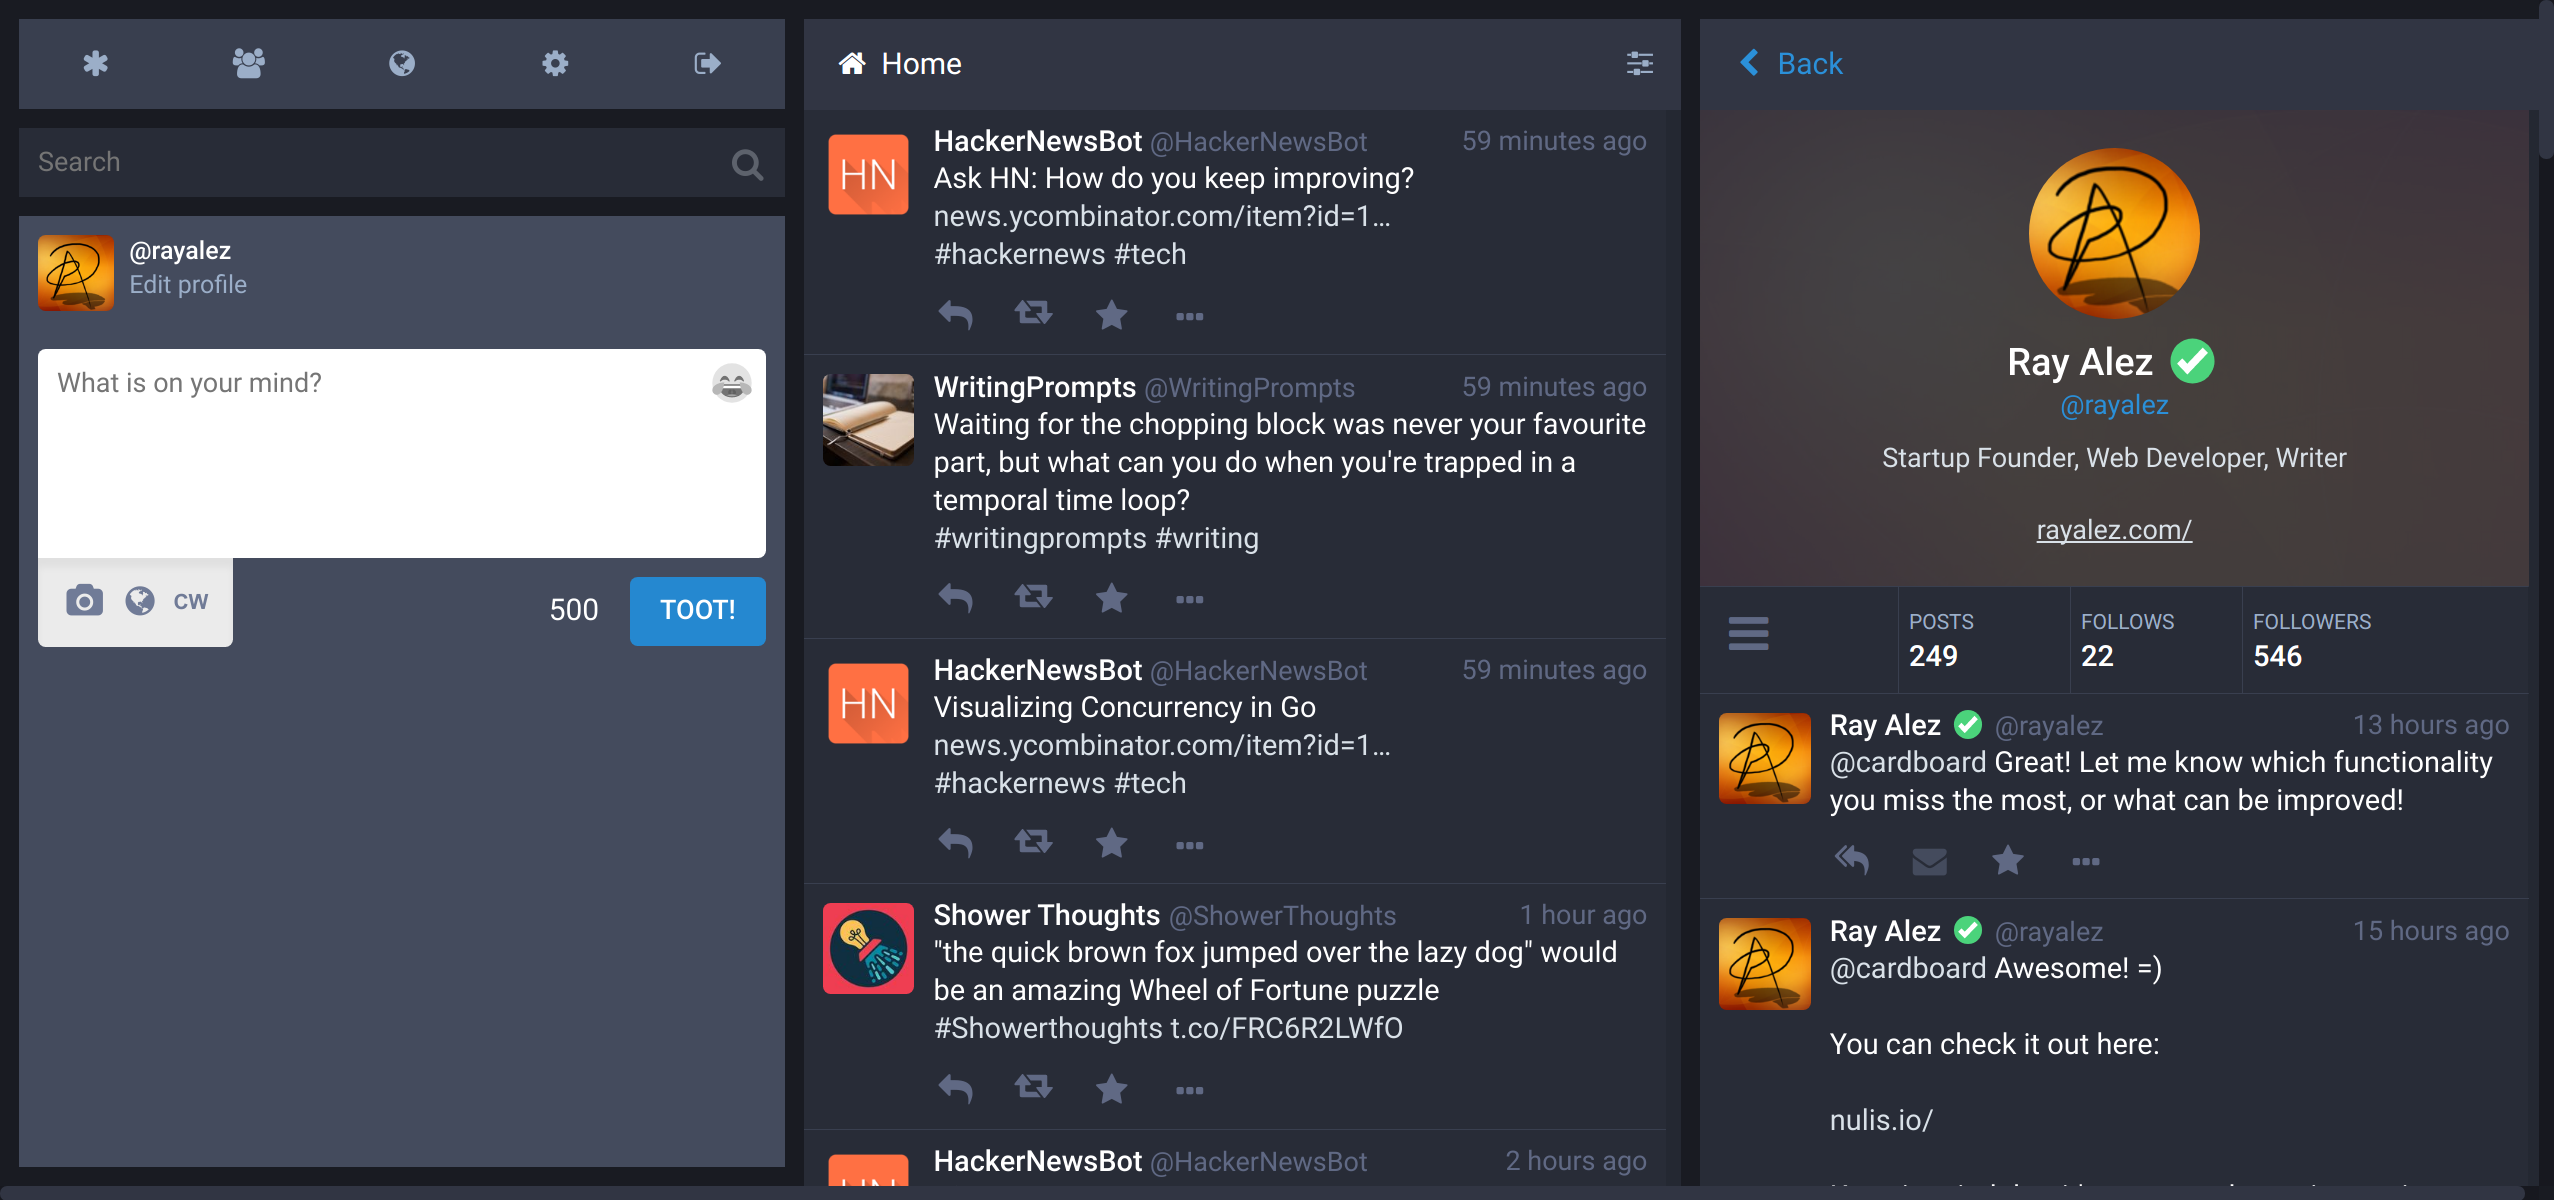 Search
@rayalez
Edit profile
What is on your mind?
CW
500
TOOT!
Home
HN
HackerNewsBot @HackerNewsBot 59 minutes ago
Ask HN: How do you keep improving?
news.ycombinator.com/item?id=1...
#hackernews #tech
WritingPrompts @WritingPrompts 59 minutes ago
Waiting for the chopping block was never your favourite
part, but what can you do when you're trapped in a
temporal time loop?
#writingprompts #writing
HN
HackerNewsBot @HackerNewsBot 59 minutes ago
Visualizing Concurrency in Go
news.ycombinator.com/item?id=1...
#hackernews #tech
Shower Thoughts @ShowerThoughts 1 hour ago
"the quick brown fox jumped over the lazy dog" would
be an amazing Wheel of Fortune puzzle
#Showerthoughts t.co/FRC6R2LWfO
HackerNewsBot @HackerNewsBot 2 hours ago
HN
Back
Ray Alez
@rayalez
Startup Founder, Web Developer, Writer
rayalez.com/
POSTS FOLLOWS FOLLOWERS
249 22 546
Ray Alez @rayalez 13 hours ago
@cardboard Great! Let me know which functionality
you miss the most, or what can be improved!
Ray Alez @rayalez 15 hours ago
@cardboard Awesome! =)
You can check it out here:
nulis.io/